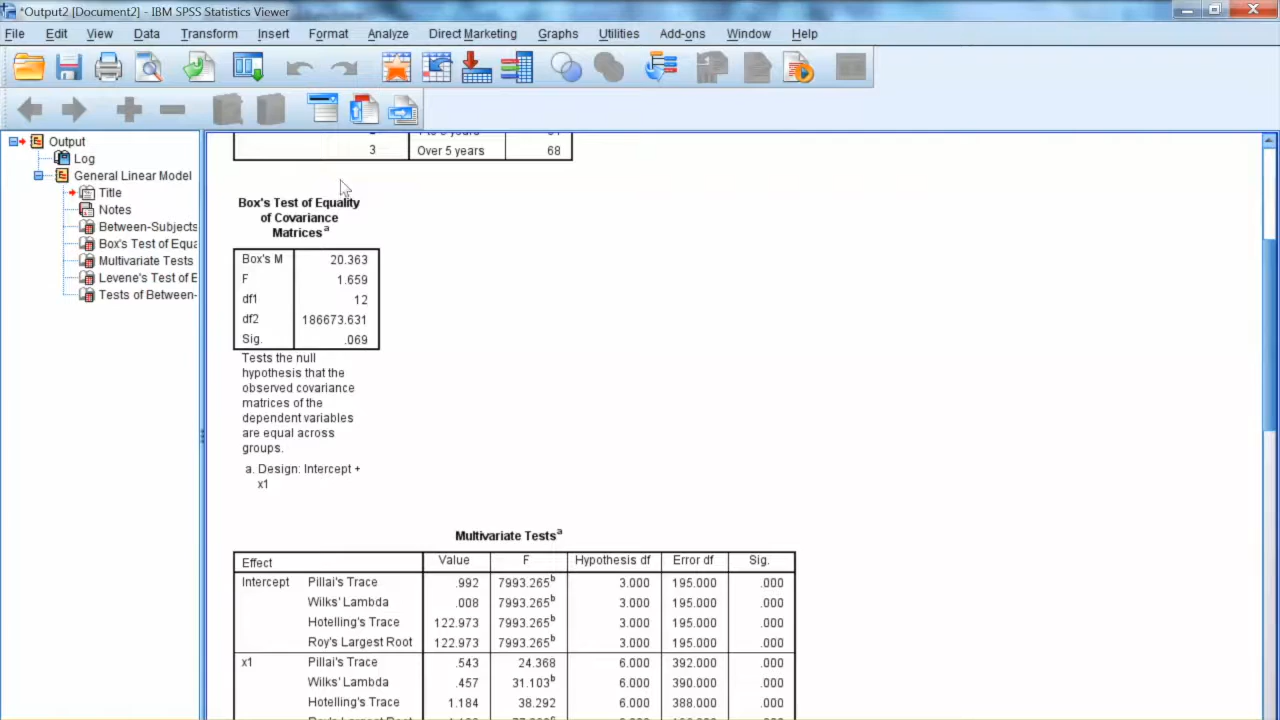 *Output2 [Document2] - IBM SPSS Statistics Viewer
File Edit View Data Transform Insert Format Analyze Direct Marketing Graphs Utilities Add-ons Window Help
Output
Log
General Linear Model
Title
Notes
Between-Subjects
Box's Test of Equa
Multivariate Tests
Levene's Test of E
Tests of Between-
3 Over 5 years 68
Box's Test of Equality
of Covariance
Matrices a
Box's M 20.363
F 1.659
df1 12
df2 186673.631
Sig. .069
Tests the null
hypothesis that the
observed covariance
matrices of the
dependent variables
are equal across
groups.
a. Design: Intercept +
x1
Multivariate Tests a
Effect Value F Hypothesis df Error df Sig.
Intercept Pillai's Trace .992 7993.265 b 3.000 195.000 .000
Wilks' Lambda .008 7993.265 b 3.000 195.000 .000
Hotelling's Trace 122.973 7993.265 b 3.000 195.000 .000
Roy's Largest Root 122.973 7993.265 b 3.000 195.000 .000
x1 Pillai's Trace .543 24.368 6.000 392.000 .000
Wilks' Lambda .457 31.103 b 6.000 390.000 .000
Hotelling's Trace 1.184 38.292 6.000 388.000 .000